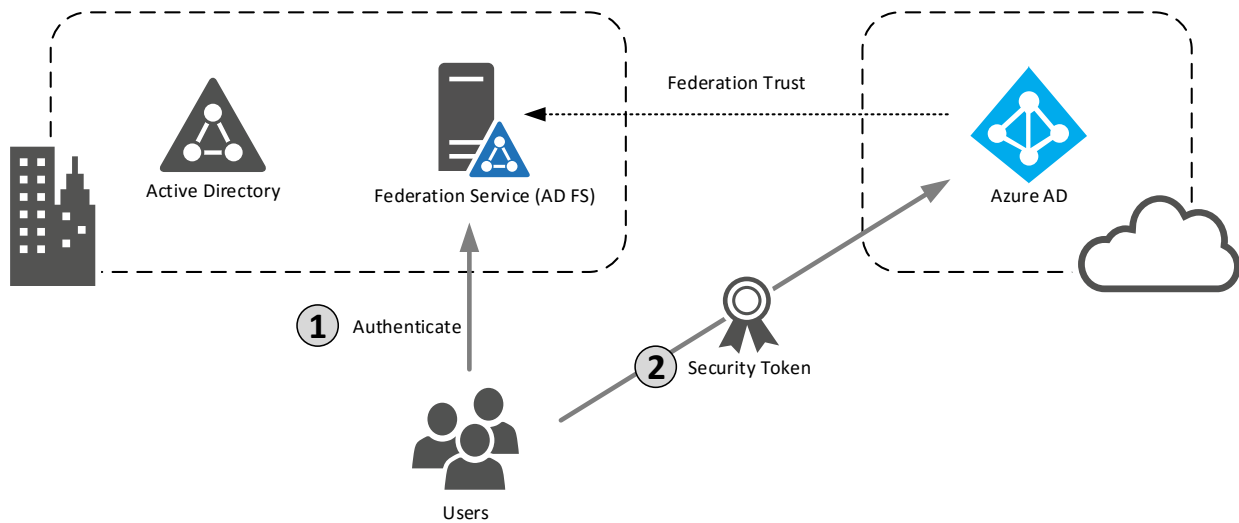 Federation Trust
Active Directory
Federation Service (AD FS)
Azure AD
1 Authenticate
2 Security Token
Users